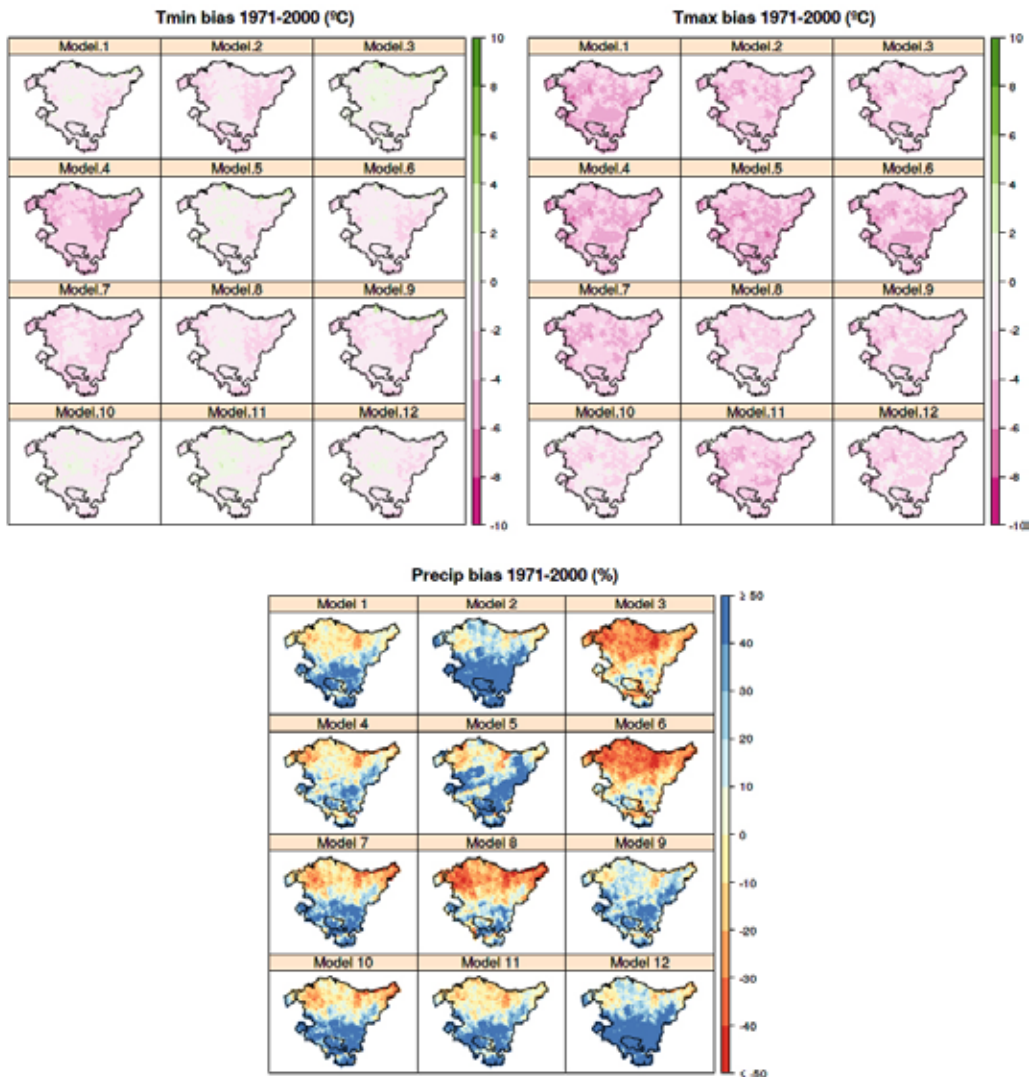 Tmin bias 1971-2000 (ºC)
Model.1 Model.2 Model.3
Model.4 Model.5 Model.6
Model.7 Model.8 Model.9
Model.10 Model.11 Model.12
10
8
6
4
2
0
-2
-4
-6
-8
-10
Tmax bias 1971-2000 (ºC)
Model.1 Model.2 Model.3
Model.4 Model.5 Model.6
Model.7 Model.8 Model.9
Model.10 Model.11 Model.12
10
8
6
4
2
0
-2
-4
-6
-8
Precip bias 1971-2000 (%)
Model 1 Model 2 Model 3
Model 4 Model 5 Model 6
Model 7 Model 8 Model 9
Model 10 Model 11 Model 12
≥ 50
40
30
20
10
0
-10
-20
-30
-40
≤ -50